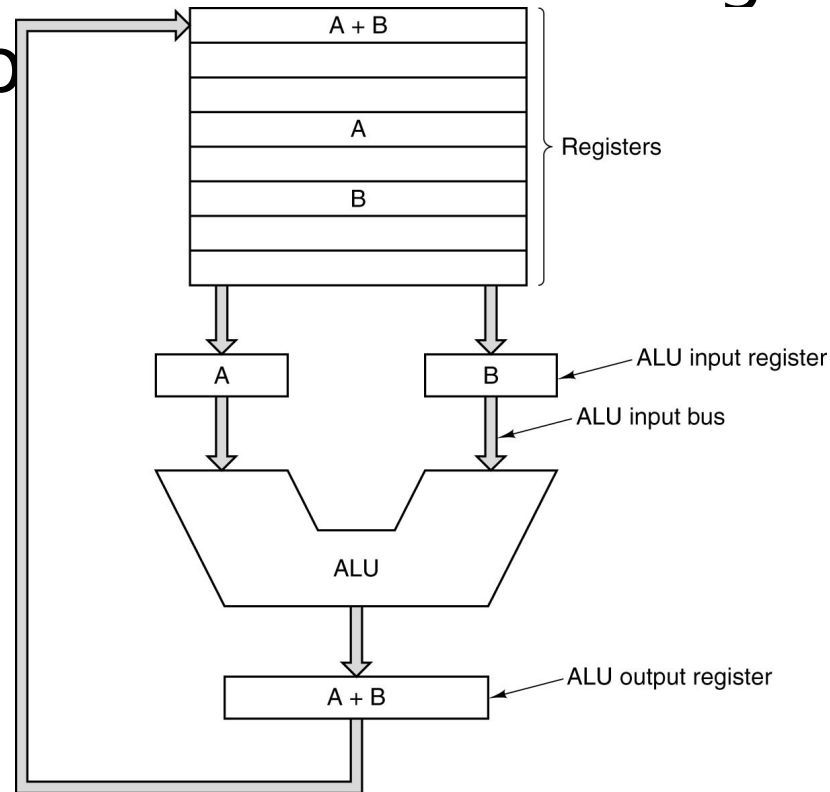 A + B
A
Registers
B
A
B
ALU input register
ALU input bus
ALU
ALU output register
A + B